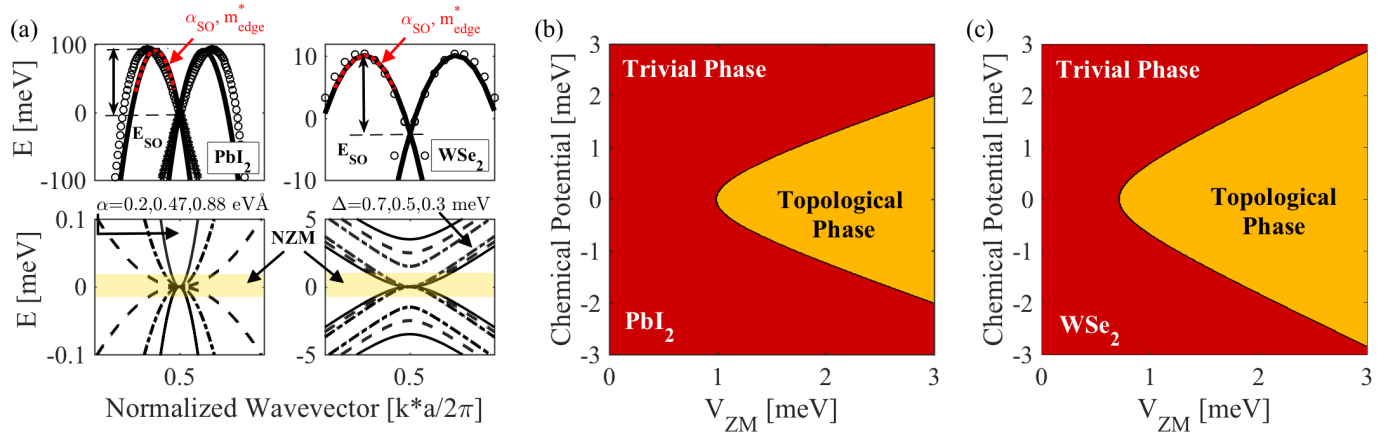 (a)
α_SO, m*_edge
α_SO, m*_edge
(b)
(c)
E [meV]
100
0
-100
E_SO
PbI₂
10
0
-10
E_SO
WSe₂
E [meV]
0.1
0
-0.1
α=0.2,0.47,0.88 eVÅ
NZM
Δ=0.7,0.5,0.3 meV
5
0
-5
0.5
0.5
Normalized Wavevector [k*a/2π]
Chemical Potential [meV]
3
2
1
0
-1
-2
-3
Trivial Phase
Topological
Phase
PbI₂
0
1
2
3
V_ZM [meV]
Chemical Potential [meV]
3
2
1
0
-1
-2
-3
Trivial Phase
Topological
Phase
WSe₂
0
1
2
3
V_ZM [meV]